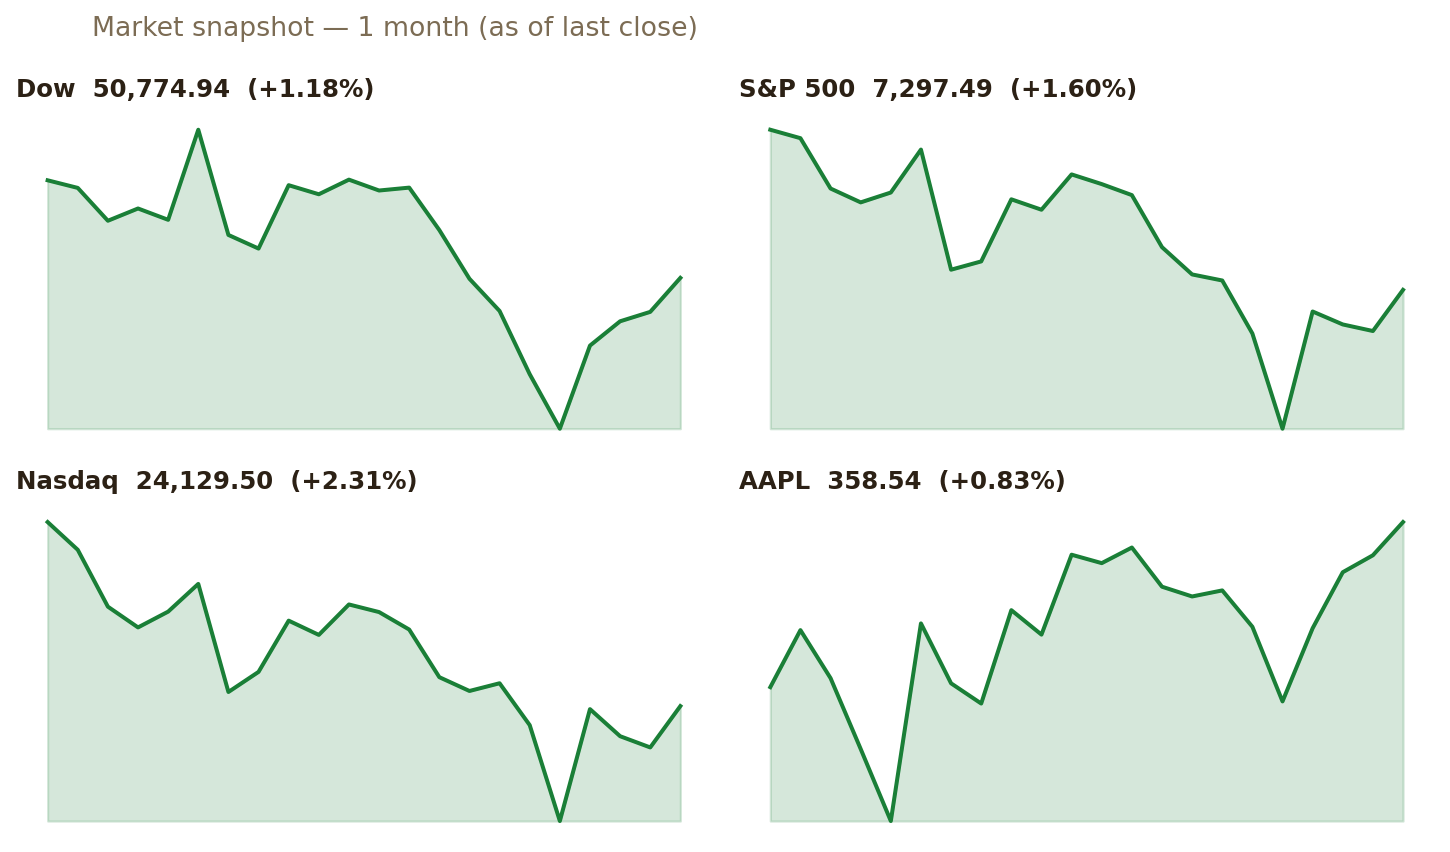 Market snapshot — 1 month (as of last close)
Dow 50,774.94 (+1.18%)
S&P 500 7,297.49 (+1.60%)
Nasdaq 24,129.50 (+2.31%)
AAPL 358.54 (+0.83%)